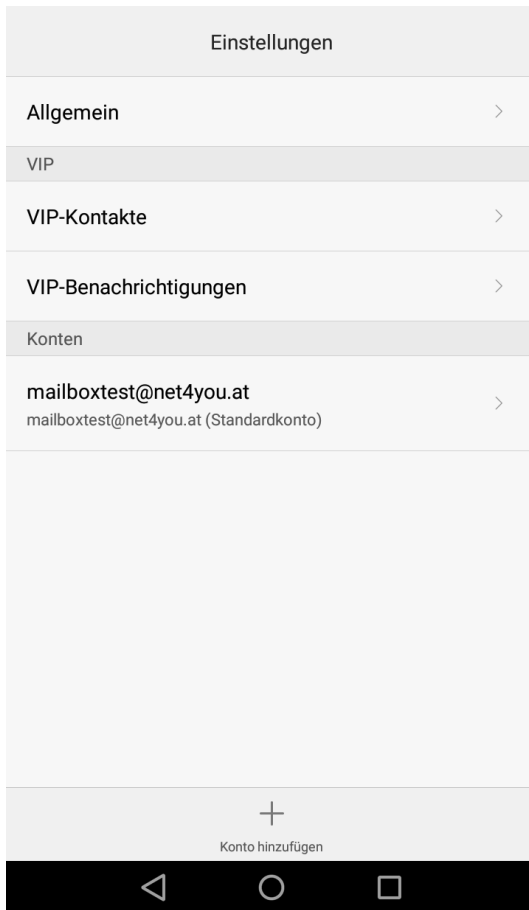 Einstellungen
Allgemein
VIP
VIP-Kontakte
VIP-Benachrichtigungen
Konten
mailboxtest@net4you.at
mailboxtest@net4you.at (Standardkonto)
Konto hinzufügen